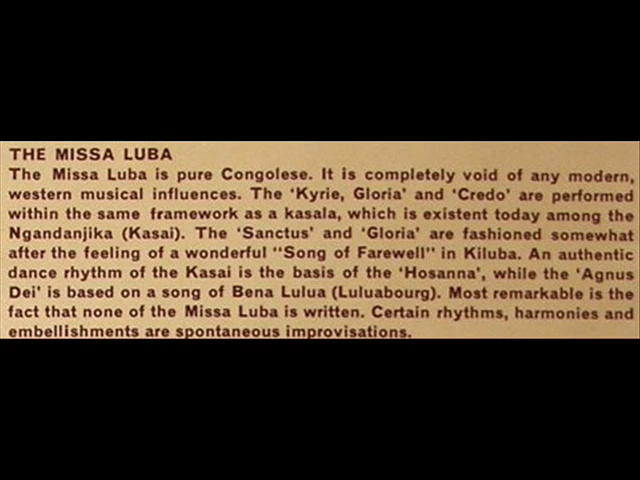 THE MISSA LUBA
The Missa Luba is pure Congolese. It is completely void of any modern,
western musical influences. The 'Kyrie, Gloria' and 'Credo' are performed
within the same framework as a kasala, which is existent today among the
Ngandanjika (Kasai). The 'Sanctus' and 'Gloria' are fashioned somewhat
after the feeling of a wonderful "Song of Farewell" in Kiluba. An authentic
dance rhythm of the Kasai is the basis of the 'Hosanna', while the 'Agnus
Dei' is based on a song of Bena Lulua (Luluabourg). Most remarkable is the
fact that none of the Missa Luba is written. Certain rhythms, harmonies and
embellishments are spontaneous improvisations.